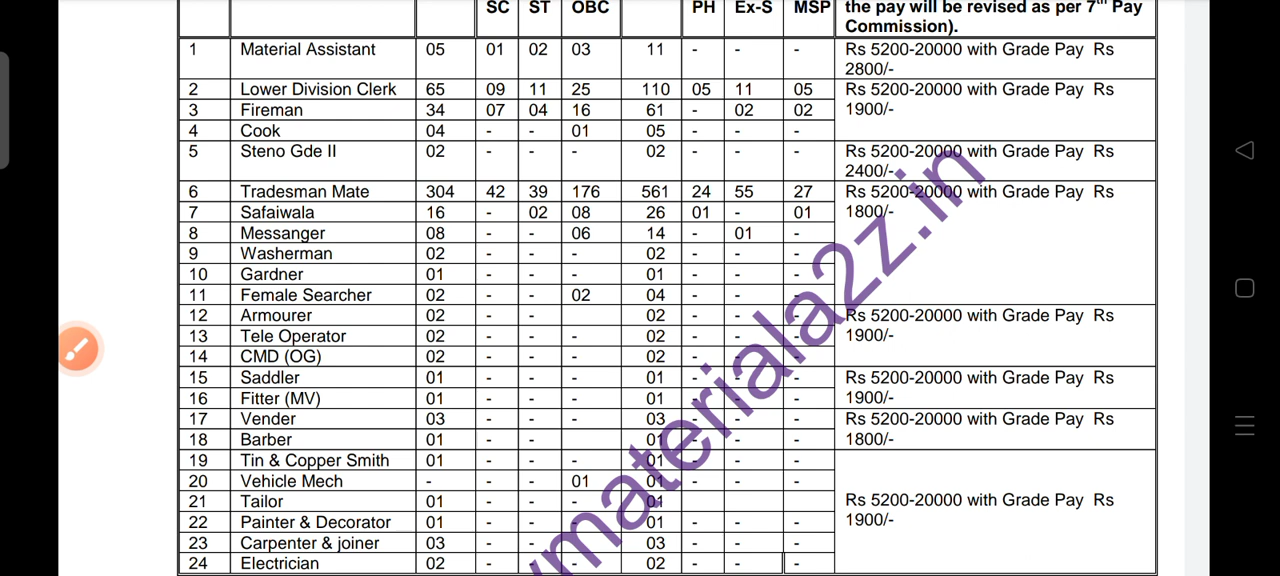 SC ST OBC PH Ex-S MSP the pay will be revised as per 7th Pay
Commission).
1 Material Assistant 05 01 02 03 11 - - - Rs 5200-20000 with Grade Pay Rs
2800/-
2 Lower Division Clerk 65 09 11 25 110 05 11 05 Rs 5200-20000 with Grade Pay Rs
3 Fireman 34 07 04 16 61 - 02 02 1900/-
4 Cook 04 - - 01 05 - - -
5 Steno Gde II 02 - - - 02 - - - Rs 5200-20000 with Grade Pay Rs
2400/-
6 Tradesman Mate 304 42 39 176 561 24 55 27 Rs 5200-20000 with Grade Pay Rs
7 Safaiwala 16 - 02 08 26 01 - 01 1800/-
8 Messanger 08 - - 06 14 - 01 -
9 Washerman 02 - - - 02 - - -
10 Gardner 01 - - - 01 - - -
11 Female Searcher 02 - - 02 04 - - -
12 Armourer 02 - - - 02 - - - Rs 5200-20000 with Grade Pay Rs
13 Tele Operator 02 - - - 02 - - - 1900/-
14 CMD (OG) 02 - - - 02 - - -
15 Saddler 01 - - - 01 - - - Rs 5200-20000 with Grade Pay Rs
16 Fitter (MV) 01 - - - 01 - - - 1900/-
17 Vender 03 - - - 03 - - - Rs 5200-20000 with Grade Pay Rs
18 Barber 01 - - 01 - - - 1800/-
19 Tin & Copper Smith 01 - - - 01 - - -
20 Vehicle Mech - - - 01 01 - - -
21 Tailor 01 - - - 01 Rs 5200-20000 with Grade Pay Rs
22 Painter & Decorator 01 - - - 01 - - - 1900/-
23 Carpenter & joiner 03 - - - 03 - - -
24 Electrician 02 - - - 02 - - -
materiala2z.in